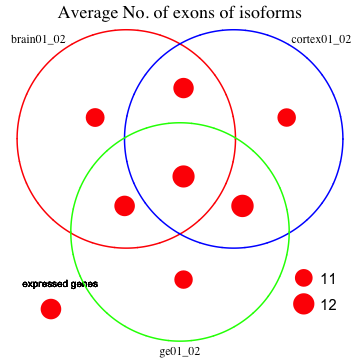 Average No. of exons of isoforms
brain01_02
cortex01_02
expressed genes
11
12
ge01_02